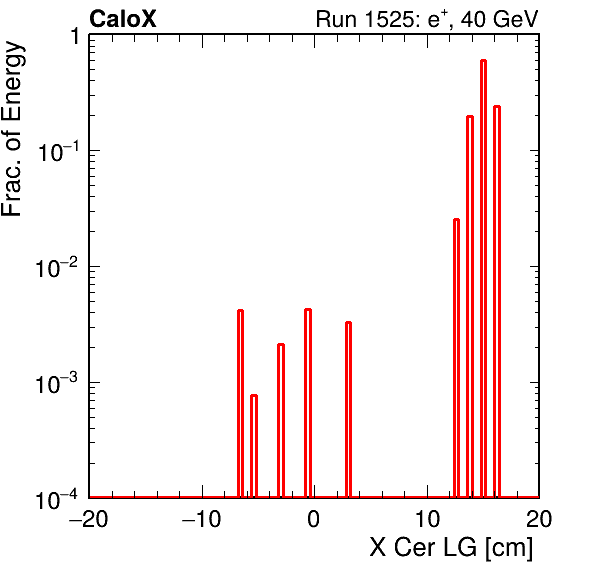 CaloX Run 1525: e⁺, 40 GeV
Frac. of Energy
1
10⁻¹
10⁻²
10⁻³
10⁻⁴
−20 −10 0 10 20
X Cer LG [cm]